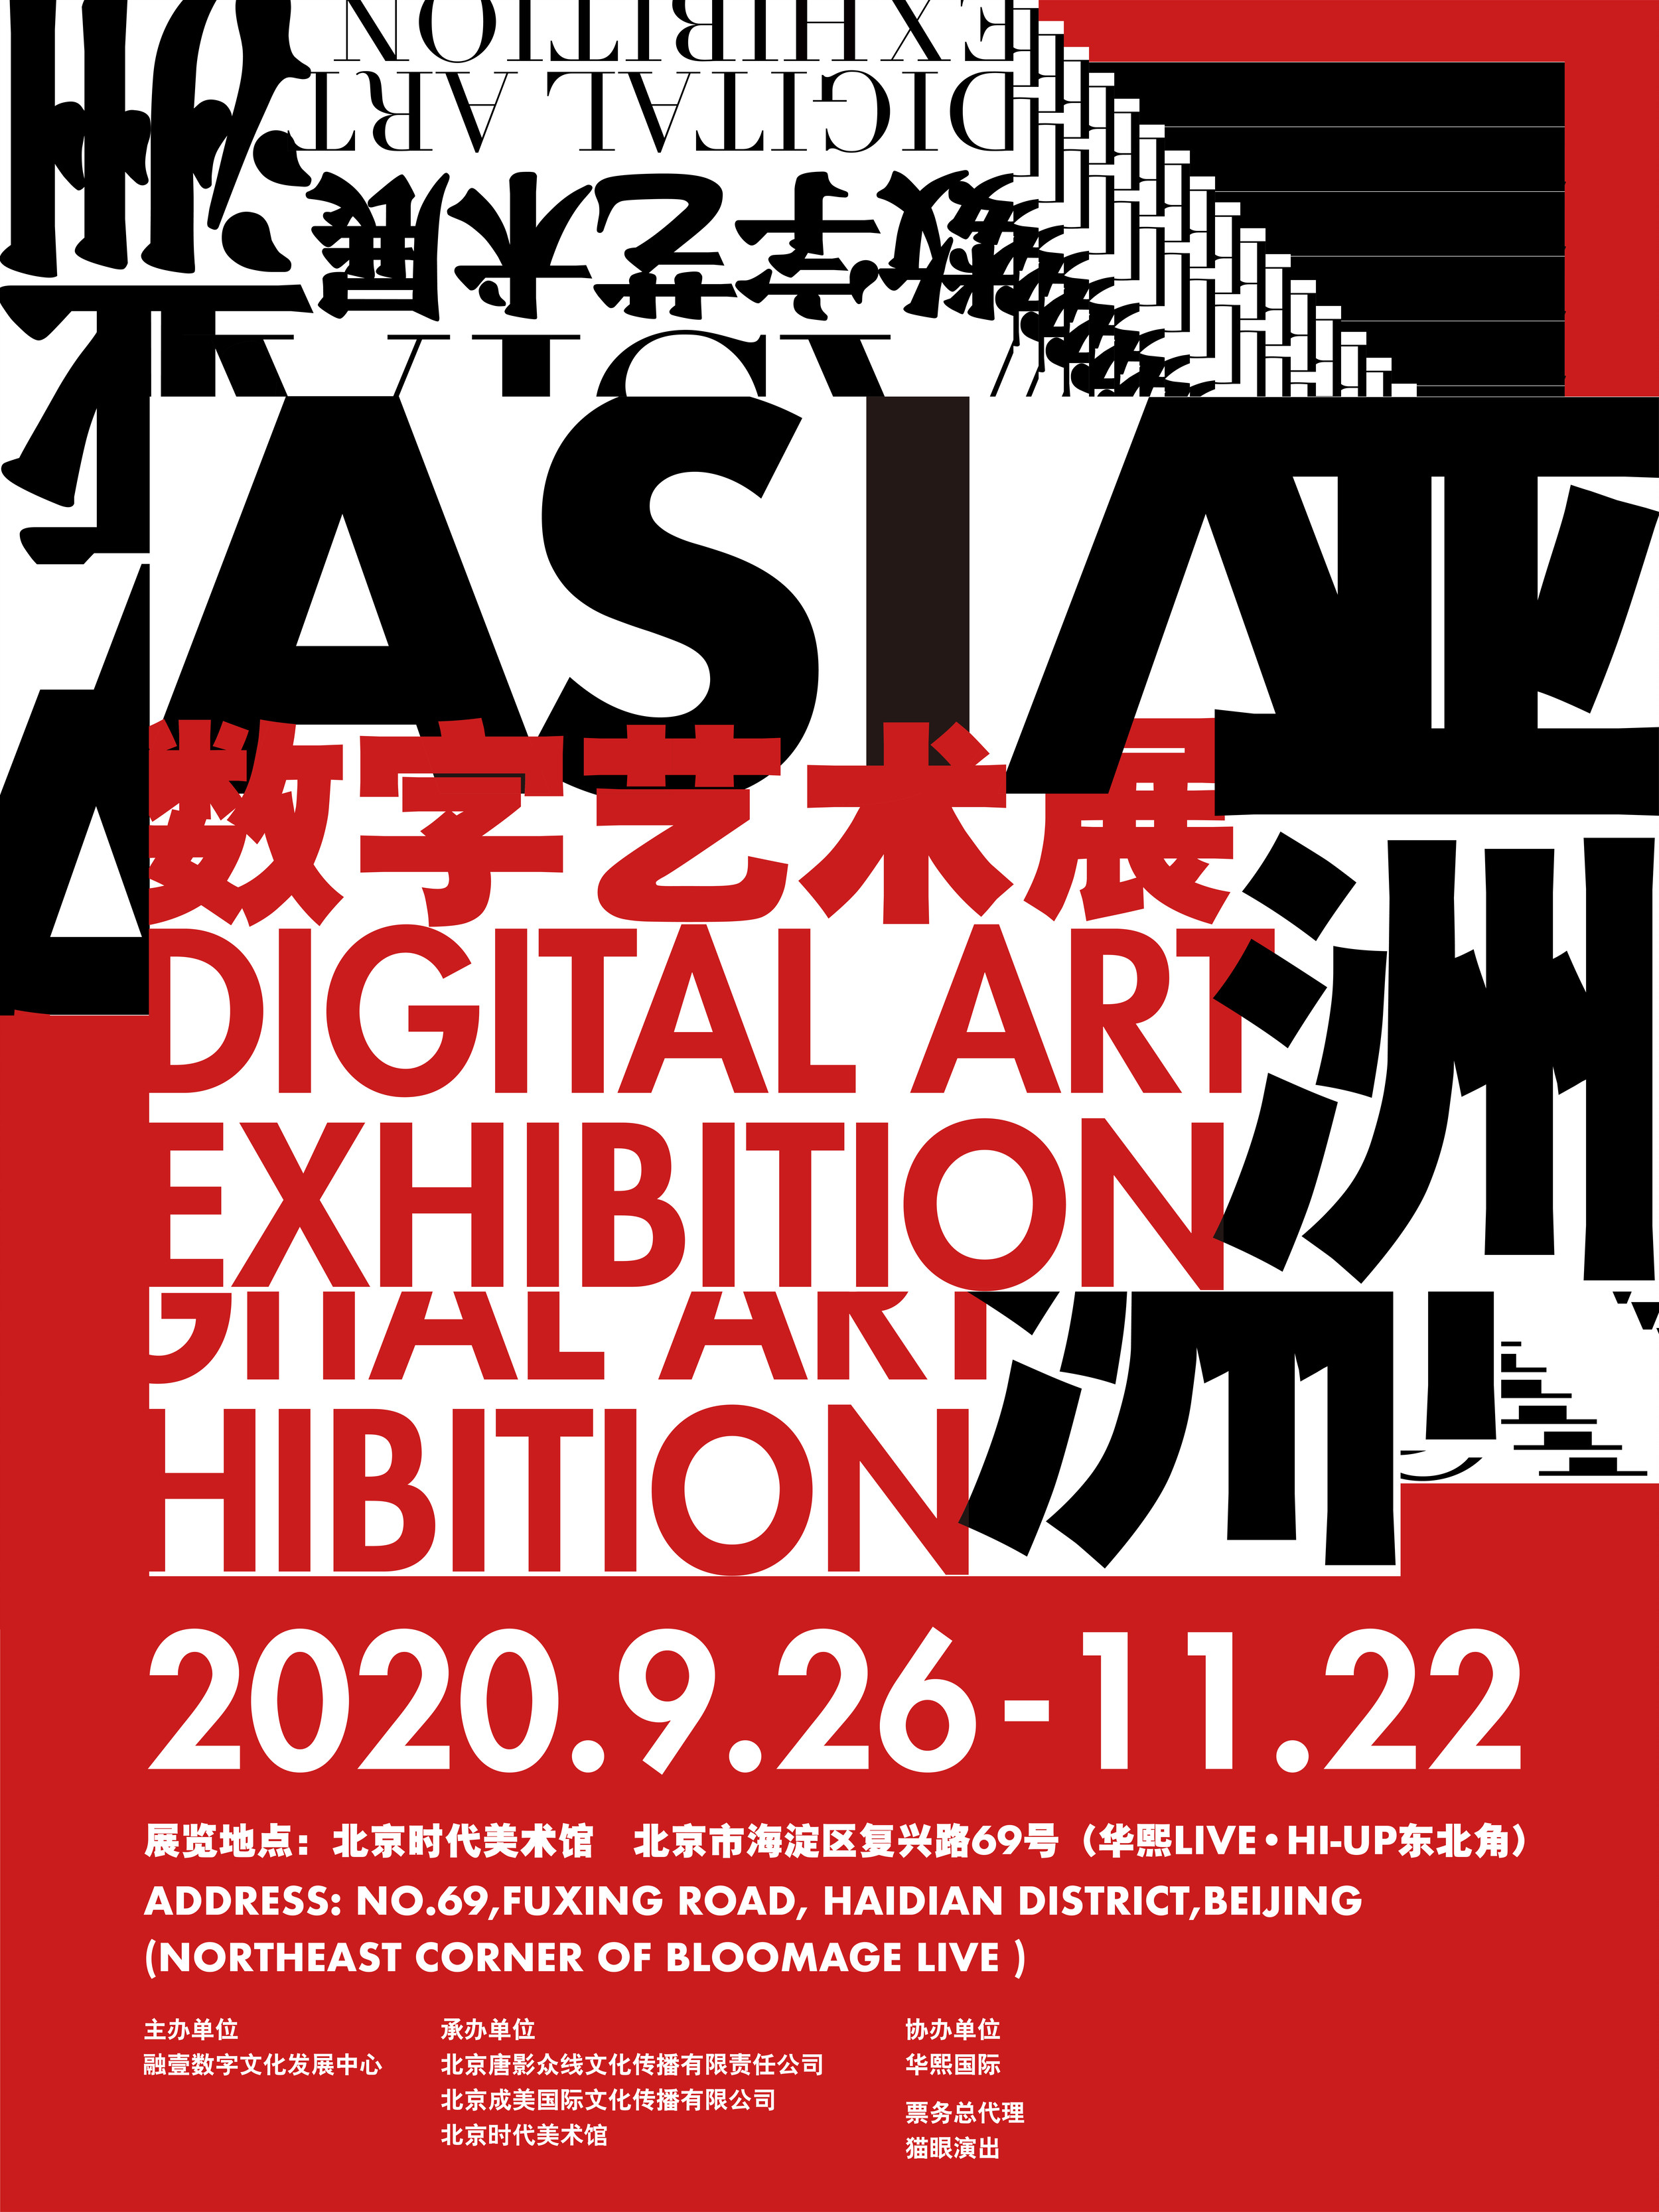 EXHIBITION
DIGITAL ART
数字艺术展
ASIA
亚洲
数字艺术展
DIGITAL ART
EXHIBITION
GITAL ART
HIBITION
洲
2020.9.26-11.22
展览地点：北京时代美术馆 北京市海淀区复兴路69号（华熙LIVE·HI-UP东北角）
ADDRESS: NO.69,FUXING ROAD, HAIDIAN DISTRICT,BEIJING
(NORTHEAST CORNER OF BLOOMAGE LIVE )
主办单位
融壹数字文化发展中心
承办单位
北京唐影众线文化传播有限责任公司
北京成美国际文化传播有限公司
北京时代美术馆
协办单位
华熙国际
票务总代理
猫眼演出